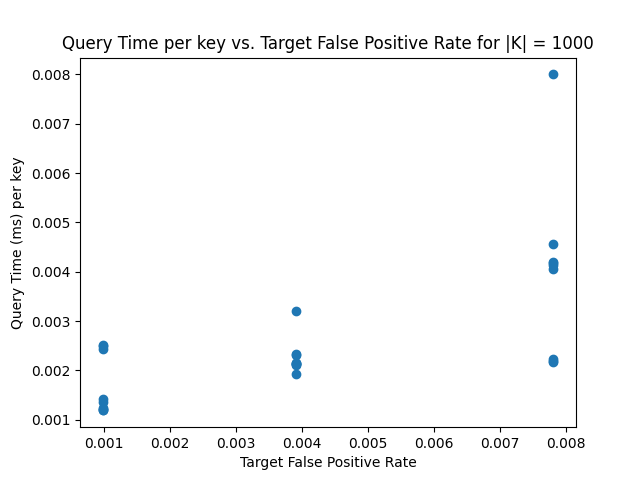 Query Time per key vs. Target False Positive Rate for |K| = 1000
0.008
0.007
0.006
0.005
0.004
0.003
0.002
0.001
Query Time (ms) per key
0.001 0.002 0.003 0.004 0.005 0.006 0.007 0.008
Target False Positive Rate